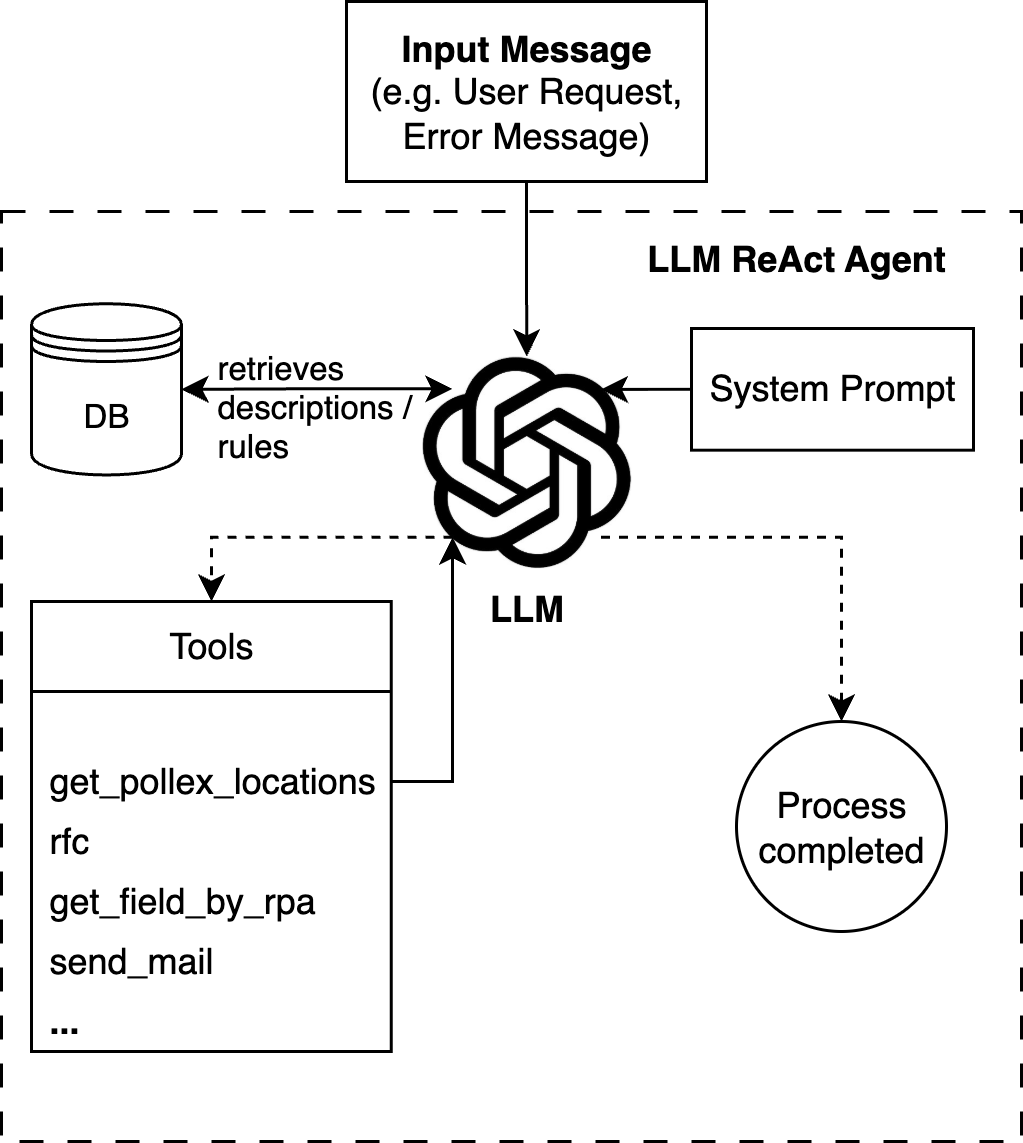 Input Message
(e.g. User Request,
Error Message)
LLM ReAct Agent
DB
retrieves
descriptions /
rules
System Prompt
LLM
Tools
get_pollex_locations
rfc
get_field_by_rpa
send_mail
...
Process
completed